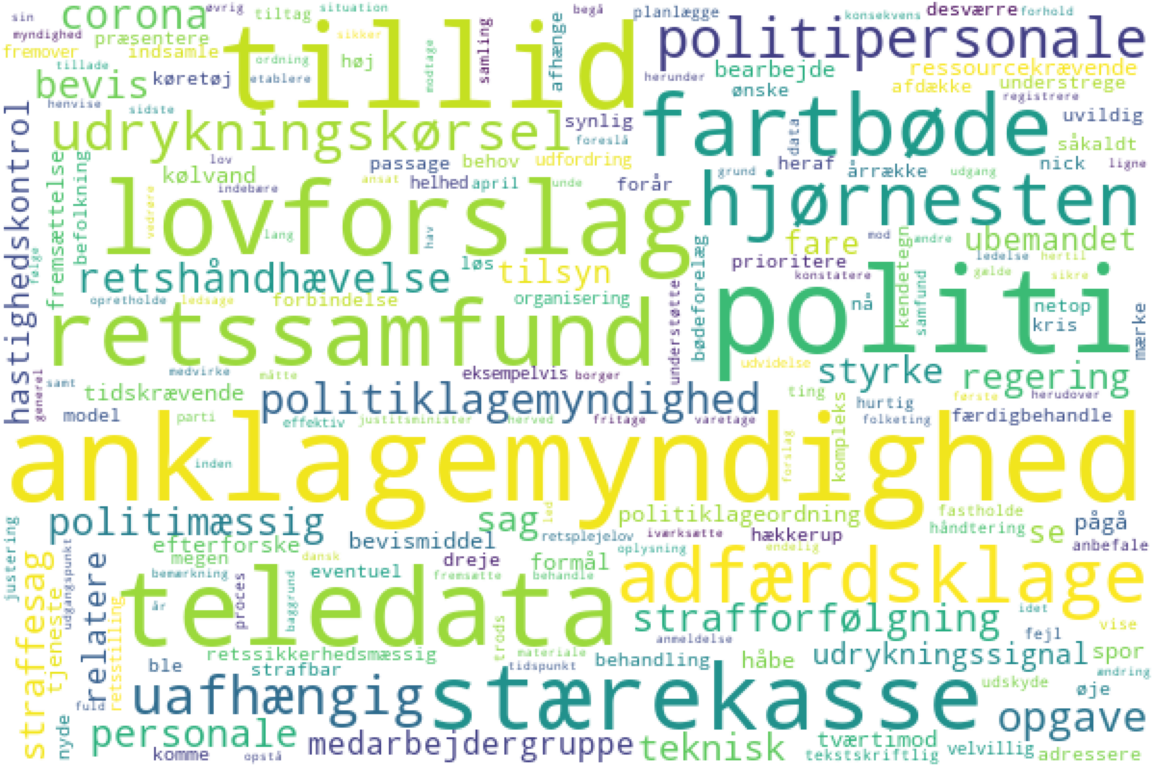 corona
tillid
politipersonale
sin
øvrig
tiltag
situation
begå
planlægge
konsekvens
desværre
forhold
myndighed
præsentere
sikker
samling
afhænge
fremover
indsamle
ordning
høj
modtage
bearbejde
ressourcekrævende
tillade
bevis
køretøj
etablere
herunder
ønske
afdække
understrege
henvise
sidste
registrere
hastighedskontrol
udrykningskørsel
synlig
foreslå
fartbøde
data
uvildig
såkaldt
fremsættelse
befolkning
lov
passage
behov
udfordring
heraf
årrække
nick
ligne
kølvand
indebære
ansat
helhed
april
unde
forår
grund
udgang
vedrøre
lovforslag
hjørnesten
lang
hav
følge
bødeforelæg
fare
mod
kendetegn
ændre
ubemandet
retshåndhævelse
løs
tilsyn
prioritere
ledelse
hertil
konstatere
gælde
sikre
opretholde
ledsage
forbindelse
organisering
understøtte
politi
nå
samfund
netop
kris
mærke
retssamfund
udvidelse
medvirke
måtte
eksempelvis
borger
styrke
regering
generel
samt
tidskrævende
politiklagemyndighed
ting
kompleks
hurtig
første
herudover
model
parti
effektiv
justitsminister
herved
fritage
varetage
folketing
færdigbehandle
anklagemyndighed
inden
forslag
politimæssig
sag
led
politiklageordning
fastholde
pågå
justering
udgangspunkt
efterforske
bevismiddel
retsplejelov
iværksætte
hækkerup
håndtering
se
anbefale
straffesag
tjeneste
relatere
megen
dansk
dreje
formål
oplysning
endelig
bemærkning
proces
baggrund
eventuel
fremsætte
behandle
adfærdsklage
retsstilling
år
teledata
trods
strafforfølgning
idet
vise
anmeldelse
fejl
retssikkerhedsmæssig
materiale
ble
strafbar
tidspunkt
behandling
håbe
udrykningssignal
spor
ændring
fuld
uafhængig
stærekasse
udskyde
øje
nyde
opgave
personale
komme
opstå
medarbejdergruppe
teknisk
tværtimod
tekstskriftlig
velvillig
adressere